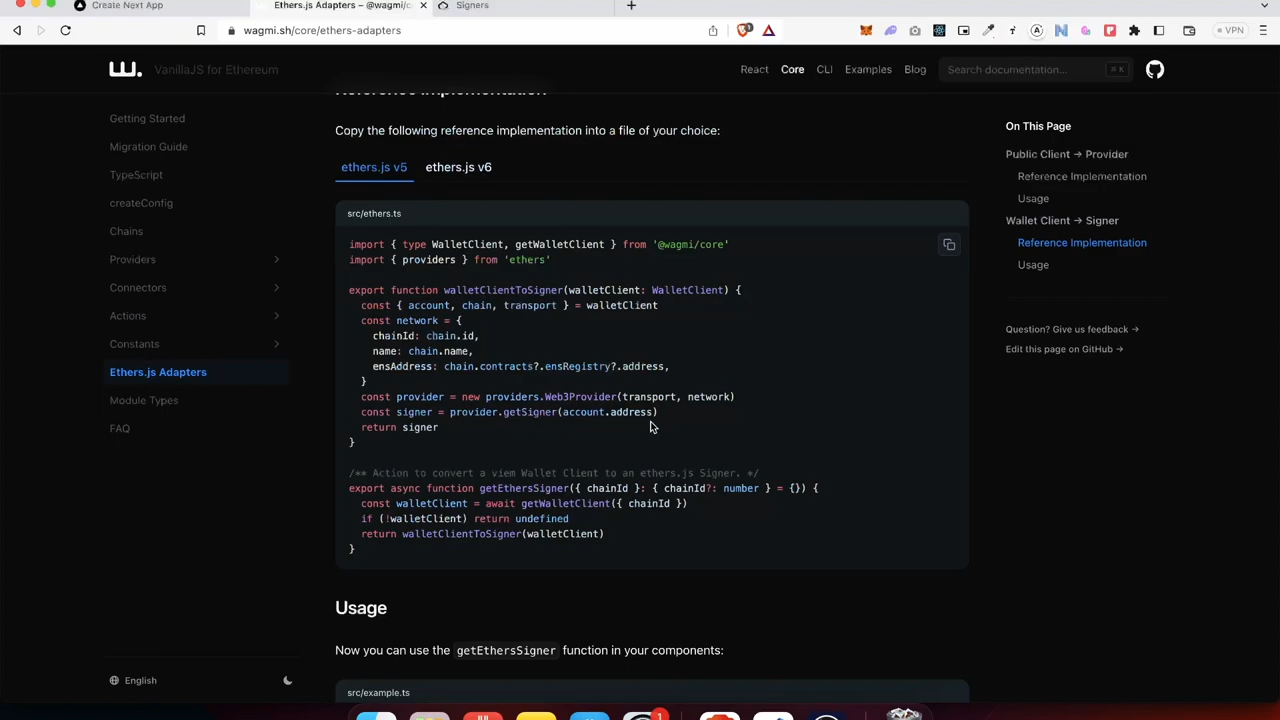 Create Next App
Ethers.js Adapters – @wagmi/c
Signers
wagmi.sh/core/ethers-adapters
VPN
VanillaJS for Ethereum
React
Core
CLI
Examples
Blog
Search documentation...
⌘ K
Getting Started
Migration Guide
TypeScript
createConfig
Chains
Providers
Connectors
Actions
Constants
Ethers.js Adapters
Module Types
FAQ
English
Reference Implementation
Copy the following reference implementation into a file of your choice:
ethers.js v5
ethers.js v6
src/ethers.ts
import { type WalletClient, getWalletClient } from '@wagmi/core'
import { providers } from 'ethers'
export function walletClientToSigner(walletClient: WalletClient) {
const { account, chain, transport } = walletClient
const network = {
chainId: chain.id,
name: chain.name,
ensAddress: chain.contracts?.ensRegistry?.address,
}
const provider = new providers.Web3Provider(transport, network)
const signer = provider.getSigner(account.address)
return signer
}
/** Action to convert a viem Wallet Client to an ethers.js Signer. */
export async function getEthersSigner({ chainId }: { chainId?: number } = {}) {
const walletClient = await getWalletClient({ chainId })
if (!walletClient) return undefined
return walletClientToSigner(walletClient)
}
Usage
Now you can use the getEthersSigner function in your components:
src/example.ts
On This Page
Public Client → Provider
Reference Implementation
Usage
Wallet Client → Signer
Reference Implementation
Usage
Question? Give us feedback →
Edit this page on GitHub →
1